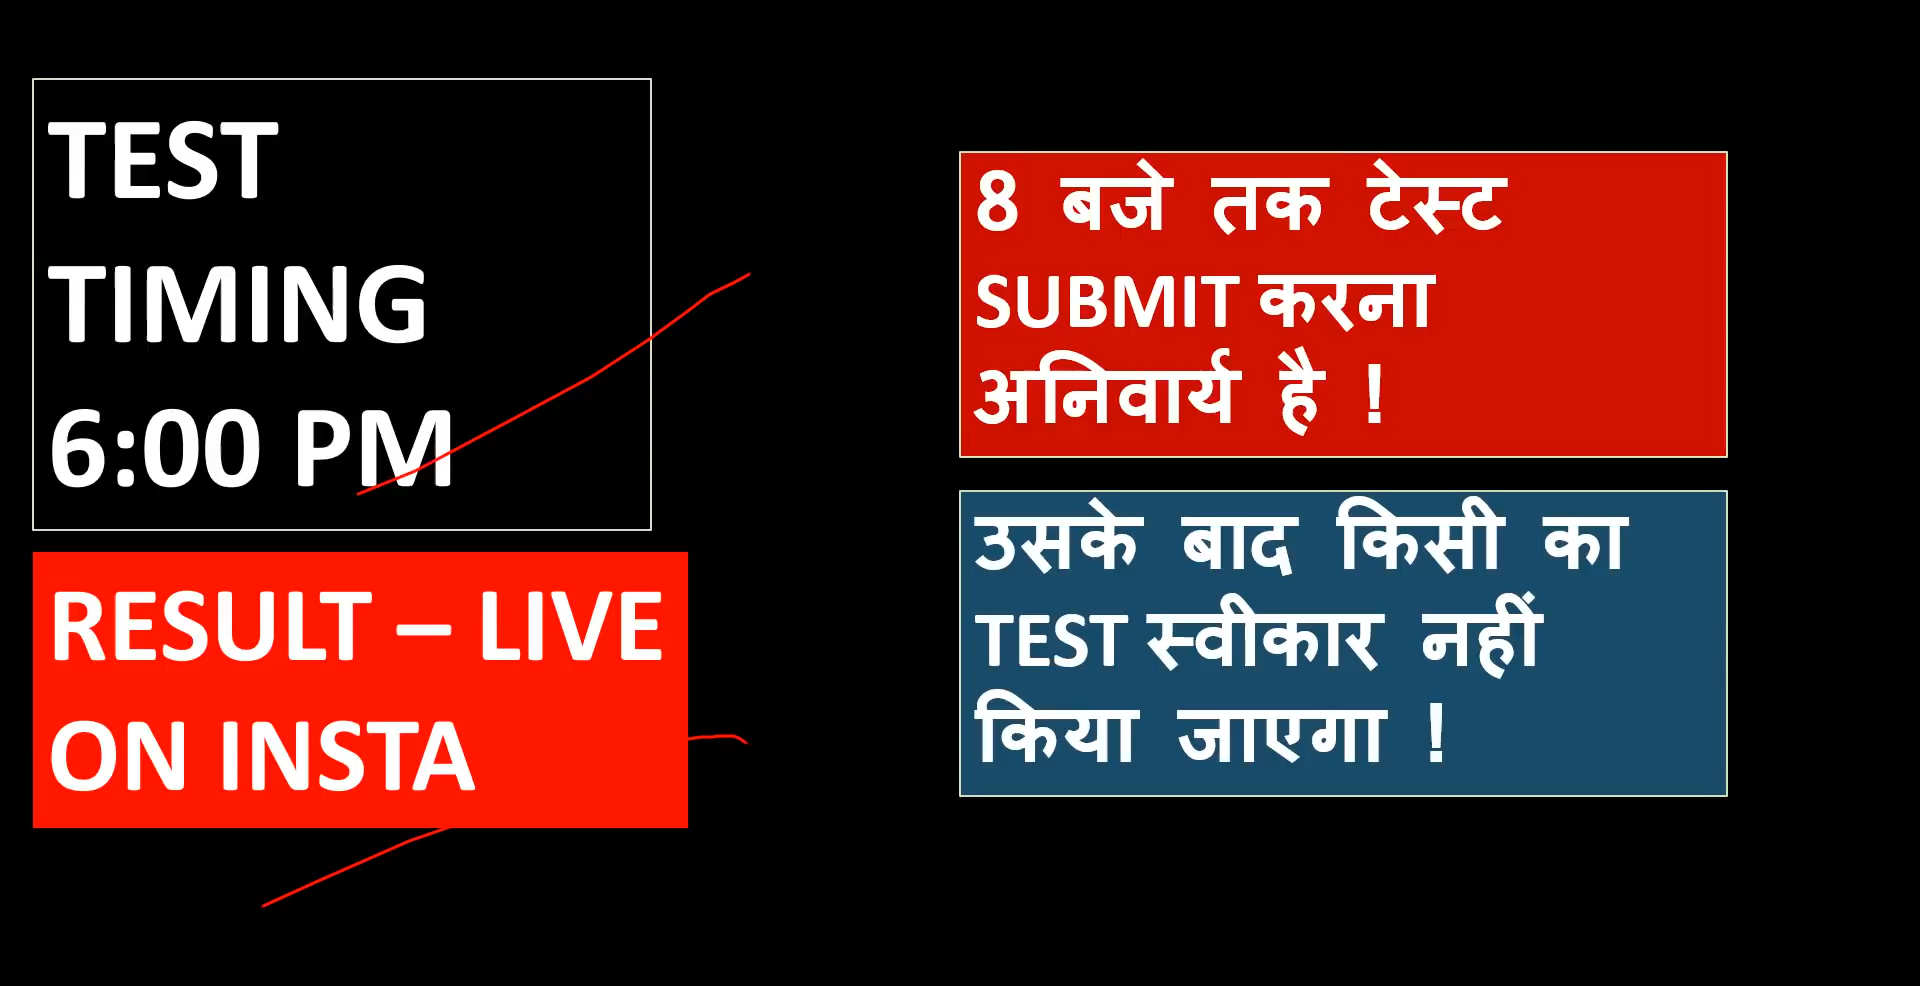 TEST
TIMING
6:00 PM
RESULT – LIVE
ON INSTA
8 बजे तक टेस्ट
SUBMIT करना
अनिवार्य है !
उसके बाद किसी का
TEST स्वीकार नहीं
किया जाएगा !